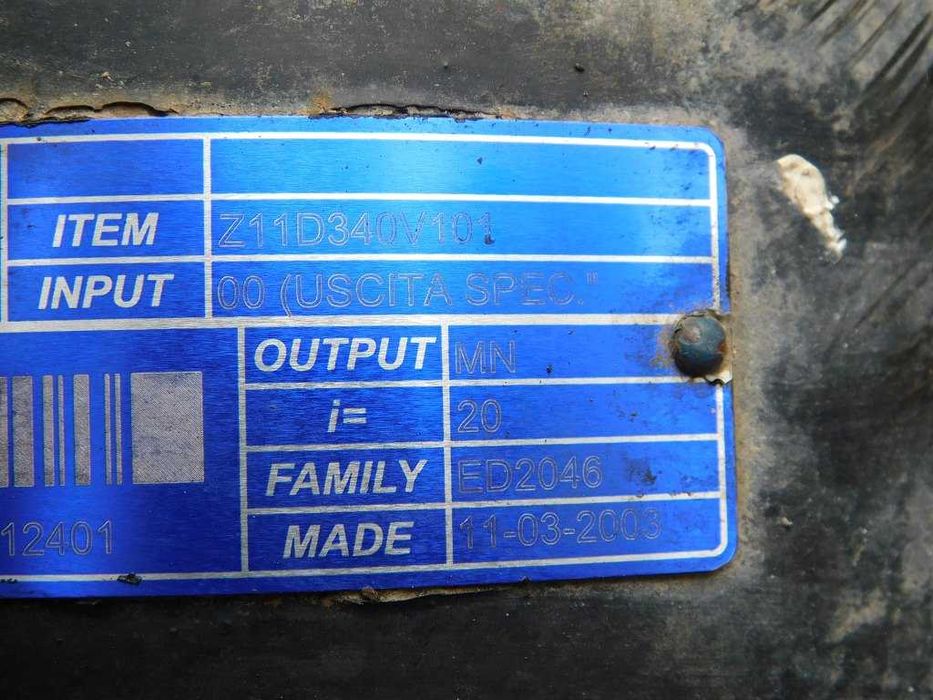 ITEM Z11D340V101
INPUT 00 (USCITA SPEC."
OUTPUT MN
i= 20
FAMILY ED2046
MADE 11-03-2003
12401